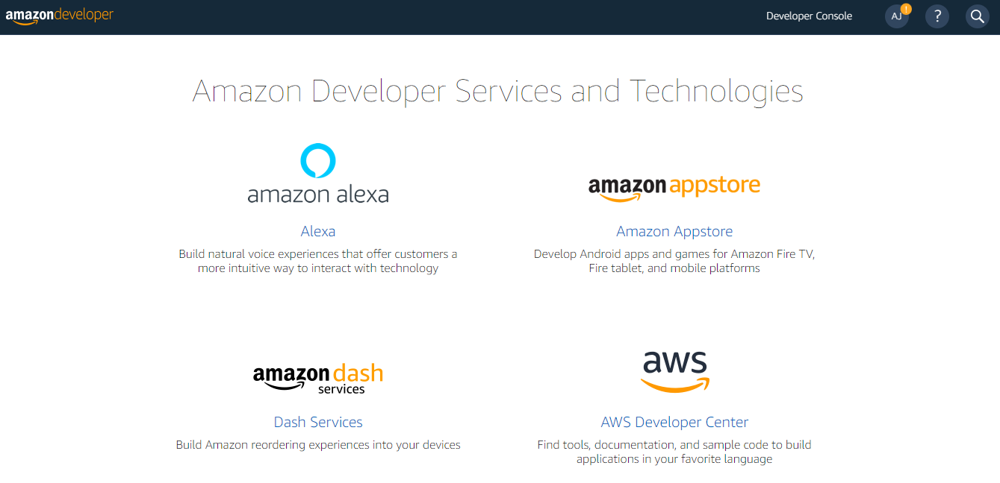 amazondeveloper
Developer Console
AJ
!
?
Amazon Developer Services and Technologies
amazon alexa
amazon appstore
Alexa
Amazon Appstore
Build natural voice experiences that offer customers a
more intuitive way to interact with technology
Develop Android apps and games for Amazon Fire TV,
Fire tablet, and mobile platforms
amazon dash
services
aws
Dash Services
AWS Developer Center
Build Amazon reordering experiences into your devices
Find tools, documentation, and sample code to build
applications in your favorite language